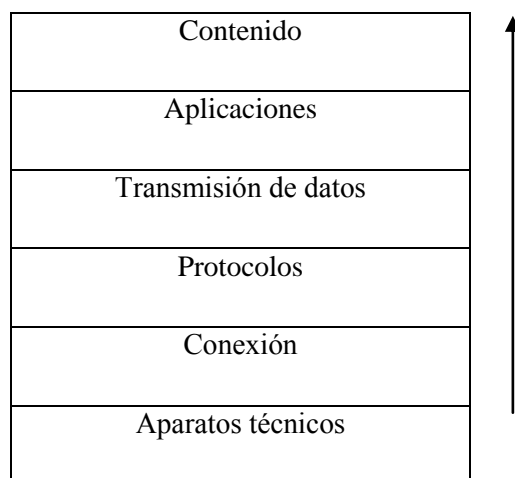 Contenido
Aplicaciones
Transmisión de datos
Protocolos
Conexión
Aparatos técnicos